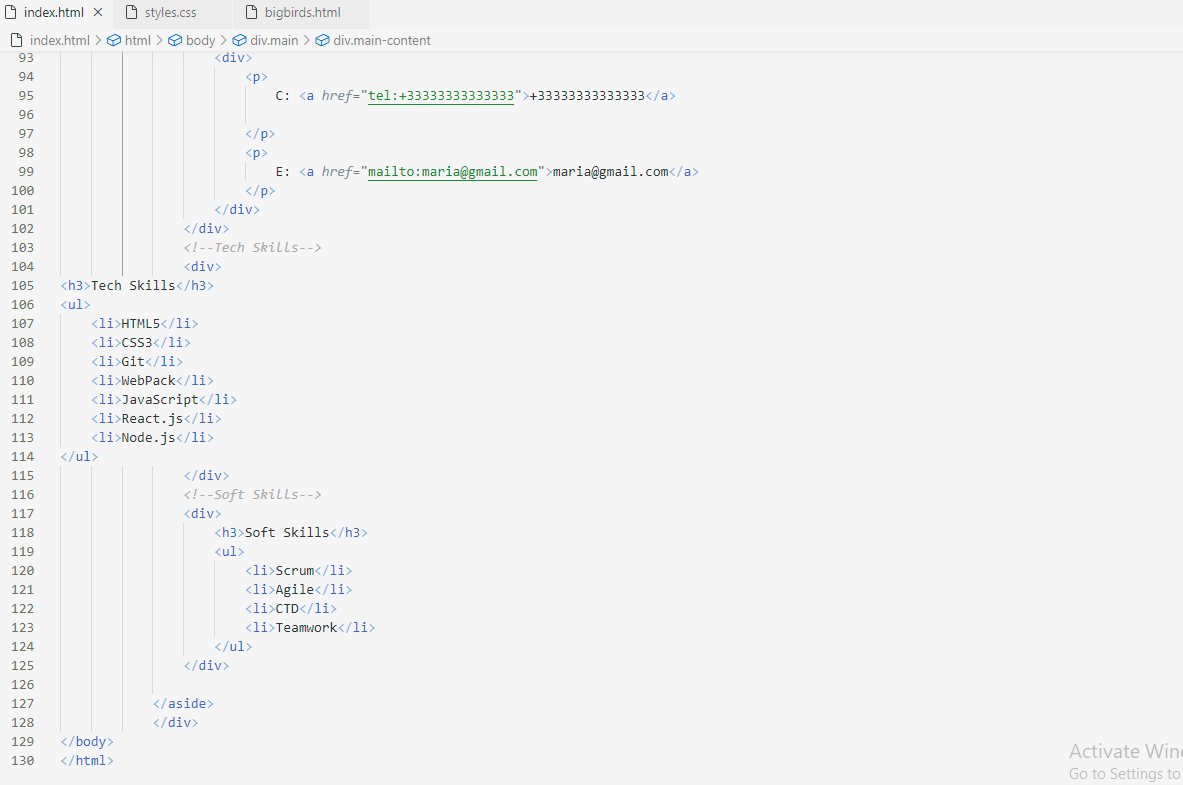 index.html × styles.css bigbirds.html
index.html > html > body > div.main > div.main-content
93 <div>
94 <p>
95 C: <a href="tel:+33333333333333">+33333333333333</a>
96
97 </p>
98 <p>
99 E: <a href="mailto:maria@gmail.com">maria@gmail.com</a>
100 </p>
101 </div>
102 </div>
103 <!--Tech Skills-->
104 <div>
105 <h3>Tech Skills</h3>
106 <ul>
107 <li>HTML5</li>
108 <li>CSS3</li>
109 <li>Git</li>
110 <li>WebPack</li>
111 <li>JavaScript</li>
112 <li>React.js</li>
113 <li>Node.js</li>
114 </ul>
115 </div>
116 <!--Soft Skills-->
117 <div>
118 <h3>Soft Skills</h3>
119 <ul>
120 <li>Scrum</li>
121 <li>Agile</li>
122 <li>CTD</li>
123 <li>Teamwork</li>
124 </ul>
125 </div>
126
127 </aside>
128 </div>
129 </body>
130 </html>
Activate Win
Go to Settings to